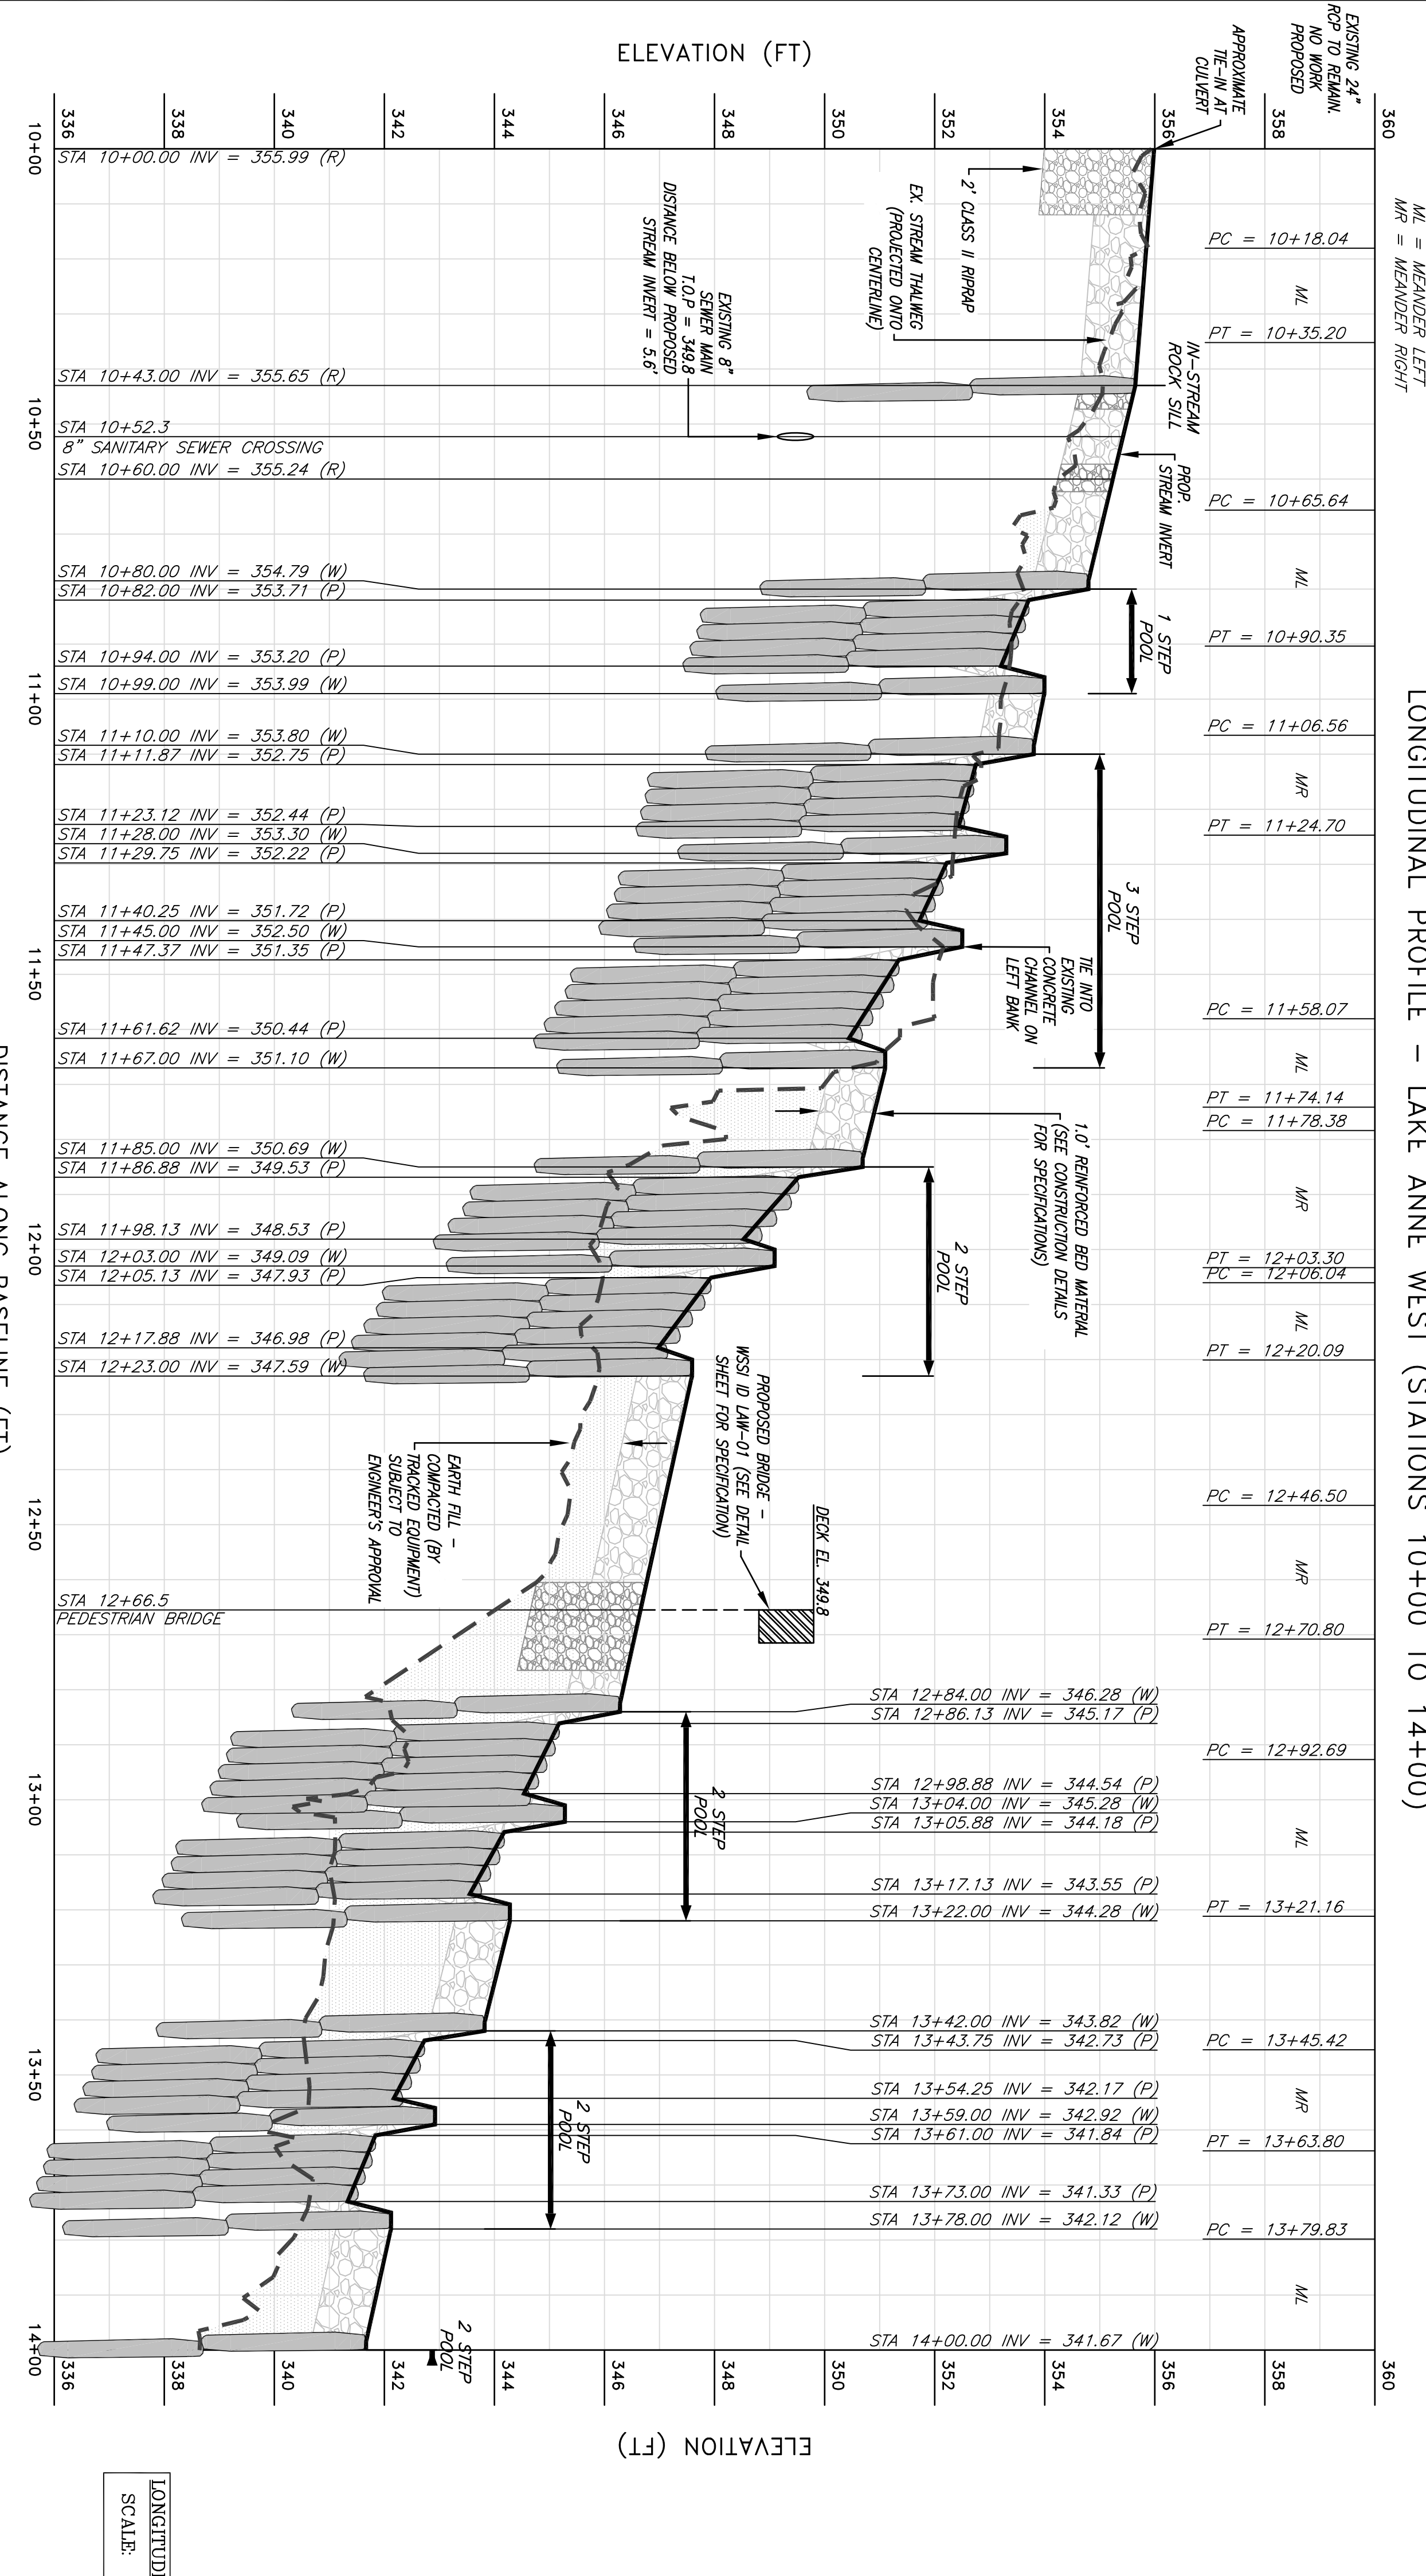 LONGITUDINAL PROFILE - LAKE ANNE WEST (STATIONS 10+00 TO 14+00)
ML = MEANDER LEFT
MR = MEANDER RIGHT
EXISTING 24"
RCP TO REMAIN.
NO WORK
PROPOSED
APPROXIMATE
TIE-IN AT
CULVERT
ELEVATION (FT)
360
358
356
354
352
350
348
346
344
342
340
338
336
PC = 10+18.04
ML
PT = 10+35.20
PC = 10+65.64
ML
PT = 10+90.35
PC = 11+06.56
MR
PT = 11+24.70
PC = 11+58.07
ML
PT = 11+74.14
PC = 11+78.38
MR
PT = 12+03.30
PC = 12+06.04
ML
PT = 12+20.09
PC = 12+46.50
MR
PT = 12+70.80
PC = 12+92.69
ML
PT = 13+21.16
PC = 13+45.42
MR
PT = 13+63.80
PC = 13+79.83
ML
2' CLASS II RIPRAP
EX. STREAM THALWEG
(PROJECTED ONTO
CENTERLINE)
IN-STREAM
ROCK SILL
EXISTING 8"
SEWER MAIN
T.O.P = 349.8
DISTANCE BELOW PROPOSED
STREAM INVERT = 5.6'
PROP.
STREAM INVERT
1 STEP
POOL
3 STEP
POOL
TIE INTO
EXISTING
CONCRETE
CHANNEL ON
LEFT BANK
1.0' REINFORCED BED MATERIAL
(SEE CONSTRUCTION DETAILS
FOR SPECIFICATIONS)
2 STEP
POOL
PROPOSED BRIDGE -
WSSI ID LAW-01 (SEE DETAIL
SHEET FOR SPECIFICATION)
DECK EL. 349.8
EARTH FILL -
COMPACTED (BY
TRACKED EQUIPMENT)
SUBJECT TO
ENGINEER'S APPROVAL
2 STEP
POOL
2 STEP
POOL
2 STEP
POOL
STA 10+00.00 INV = 355.99 (R)
STA 10+43.00 INV = 355.65 (R)
STA 10+52.3
8" SANITARY SEWER CROSSING
STA 10+60.00 INV = 355.24 (R)
STA 10+80.00 INV = 354.79 (W)
STA 10+82.00 INV = 353.71 (P)
STA 10+94.00 INV = 353.20 (P)
STA 10+99.00 INV = 353.99 (W)
STA 11+10.00 INV = 353.80 (W)
STA 11+11.87 INV = 352.75 (P)
STA 11+23.12 INV = 352.44 (P)
STA 11+28.00 INV = 353.30 (W)
STA 11+29.75 INV = 352.22 (P)
STA 11+40.25 INV = 351.72 (P)
STA 11+45.00 INV = 352.50 (W)
STA 11+47.37 INV = 351.35 (P)
STA 11+61.62 INV = 350.44 (P)
STA 11+67.00 INV = 351.10 (W)
STA 11+85.00 INV = 350.69 (W)
STA 11+86.88 INV = 349.53 (P)
STA 11+98.13 INV = 348.53 (P)
STA 12+03.00 INV = 349.09 (W)
STA 12+05.13 INV = 347.93 (P)
STA 12+17.88 INV = 346.98 (P)
STA 12+23.00 INV = 347.59 (W)
STA 12+66.5
PEDESTRIAN BRIDGE
STA 12+84.00 INV = 346.28 (W)
STA 12+86.13 INV = 345.17 (P)
STA 12+98.88 INV = 344.54 (P)
STA 13+04.00 INV = 345.28 (W)
STA 13+05.88 INV = 344.18 (P)
STA 13+17.13 INV = 343.55 (P)
STA 13+22.00 INV = 344.28 (W)
STA 13+42.00 INV = 343.82 (W)
STA 13+43.75 INV = 342.73 (P)
STA 13+54.25 INV = 342.17 (P)
STA 13+59.00 INV = 342.92 (W)
STA 13+61.00 INV = 341.84 (P)
STA 13+73.00 INV = 341.33 (P)
STA 13+78.00 INV = 342.12 (W)
STA 14+00.00 INV = 341.67 (W)
360
358
356
354
352
350
348
346
344
342
340
338
336
ELEVATION (FT)
10+00
10+50
11+00
11+50
12+00
12+50
13+00
13+50
14+00
DISTANCE ALONG BASELINE (FT)
LONGITUDI
SCALE: